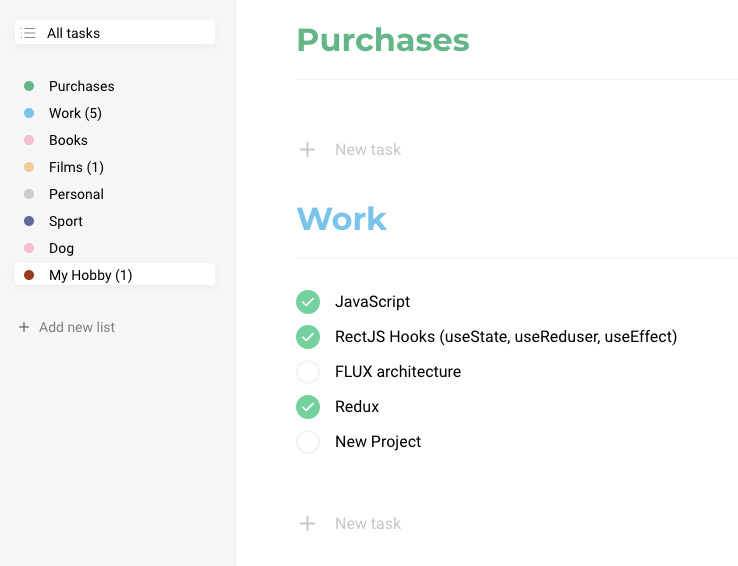 All tasks
Purchases
Work (5)
Books
Films (1)
Personal
Sport
Dog
My Hobby (1)
Add new list
Purchases
New task
Work
JavaScript
RectJS Hooks (useState, useReduser, useEffect)
FLUX architecture
Redux
New Project
New task